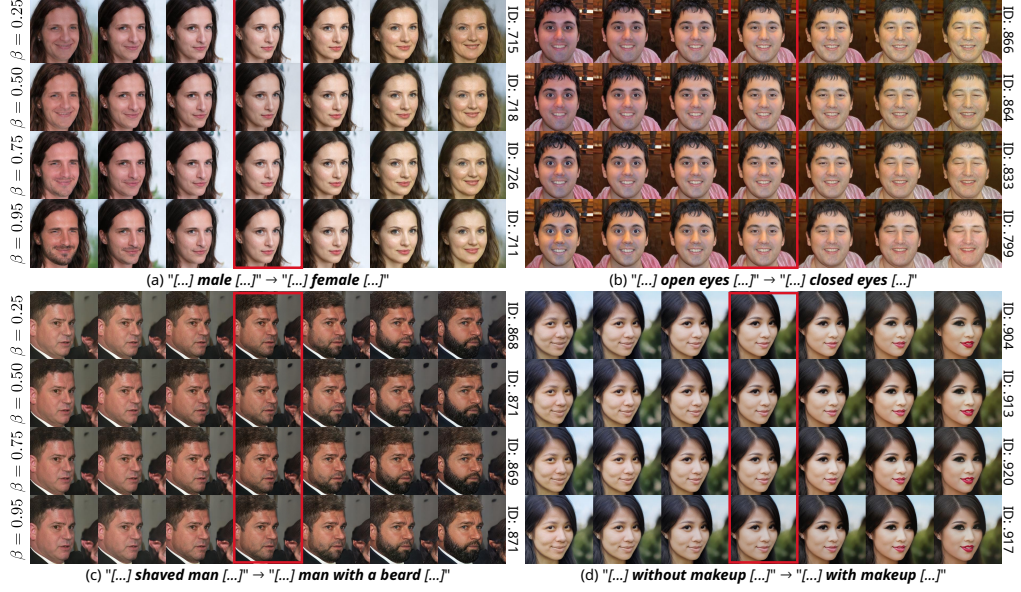 β = 0.25
ID: .715
β = 0.50
ID: .718
β = 0.75
ID: .726
β = 0.95
ID: .711
ID: .866
ID: .864
ID: .833
ID: .799
(a) "[...] male [...]" → "[...] female [...]"
(b) "[...] open eyes [...]" → "[...] closed eyes [...]"
β = 0.25
ID: .868
β = 0.50
ID: .871
β = 0.75
ID: .869
β = 0.95
ID: .871
ID: .904
ID: .913
ID: .920
ID: .917
(c) "[...] shaved man [...]" → "[...] man with a beard [...]"
(d) "[...] without makeup [...]" → "[...] with makeup [...]"